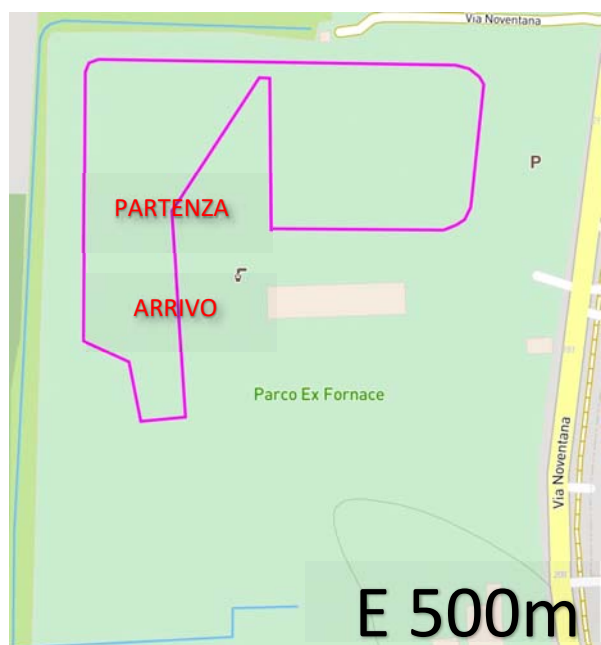 Via Noventana
P
PARTENZA
ARRIVO
Parco Ex Fornace
Via Noventana
E 500m